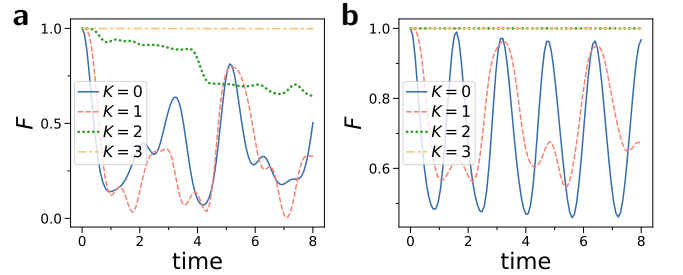 a
1.0
0.5
0.0
F
K = 0
K = 1
K = 2
K = 3
0 2 4 6 8
time
b
1.0
0.8
0.6
F
K = 0
K = 1
K = 2
K = 3
0 2 4 6 8
time